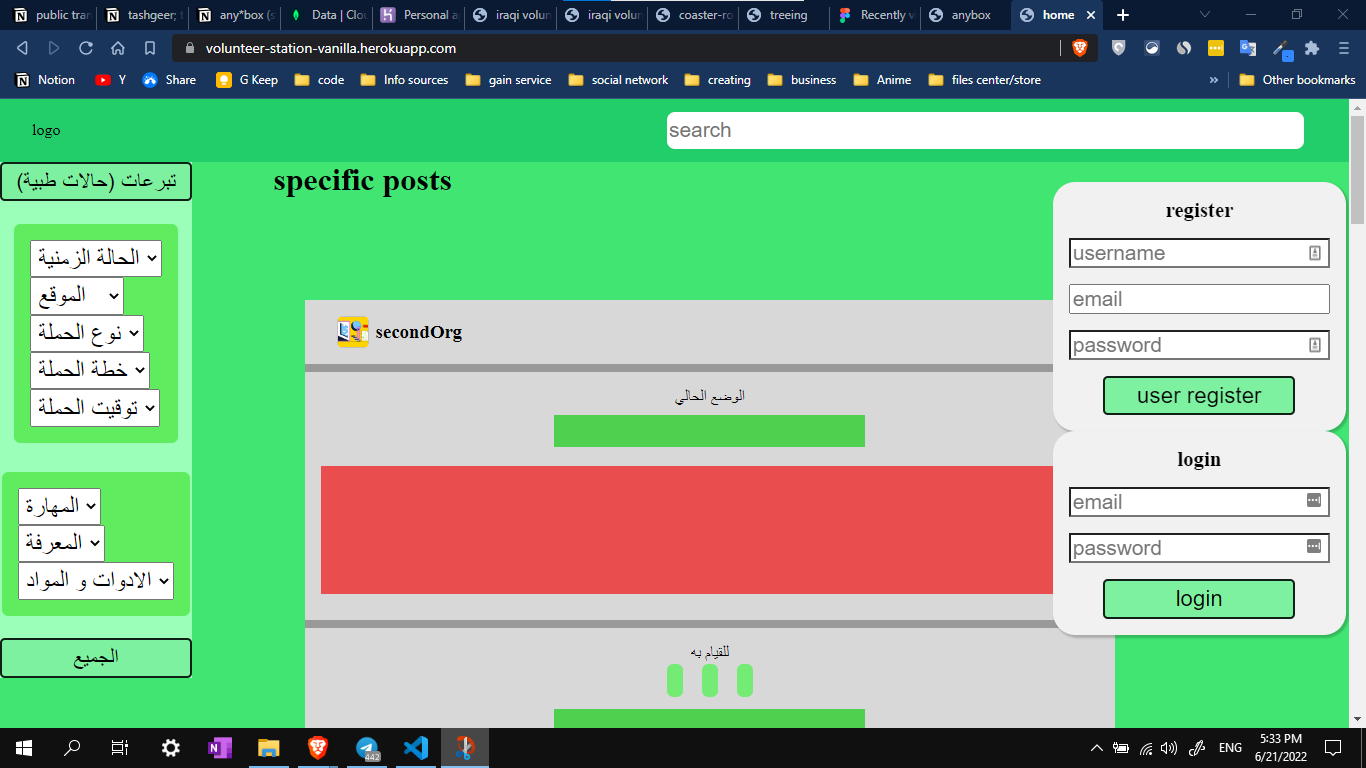 public tran
tashgeer; t
any*box (s
Data | Clou
Personal a
iraqi volun
iraqi volun
coaster-ro
treeing
Recently v
anybox
home
volunteer-station-vanilla.herokuapp.com
Notion
Y
Share
G Keep
code
Info sources
gain service
social network
creating
business
Anime
files center/store
»
Other bookmarks
logo
search
تبرعات (حالات طبية)
specific posts
register
الحالة الزمنية
username
الموقع
email
نوع الحملة
secondOrg
password
خطة الحملة
user register
الوضع الحالي
توقيت الحملة
login
المهارة
email
المعرفة
password
الادوات و المواد
login
الجميع
للقيام به
442
ENG
5:33 PM
6/21/2022